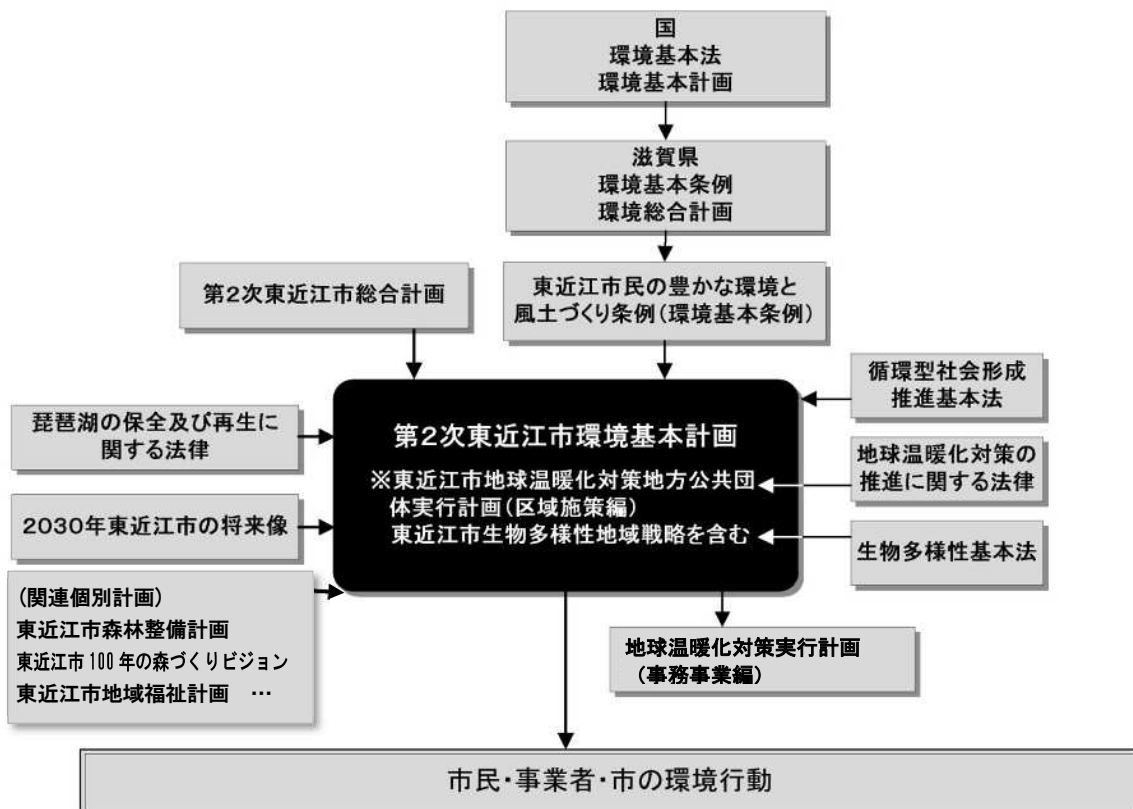 国
環境基本法
環境基本計画
滋賀県
環境基本条例
環境総合計画
第2次東近江市総合計画
東近江市民の豊かな環境と
風土づくり条例(環境基本条例)
循環型社会形成
推進基本法
琵琶湖の保全及び再生に
関する法律
第2次東近江市環境基本計画
※東近江市地球温暖化対策地方公共団
体実行計画(区域施策編)
東近江市生物多様性地域戦略を含む
地球温暖化対策の
推進に関する法律
2030年東近江市の将来像
生物多様性基本法
(関連個別計画)
東近江市森林整備計画
東近江市100年の森づくりビジョン
東近江市地域福祉計画 …
地球温暖化対策実行計画
(事務事業編)
市民・事業者・市の環境行動